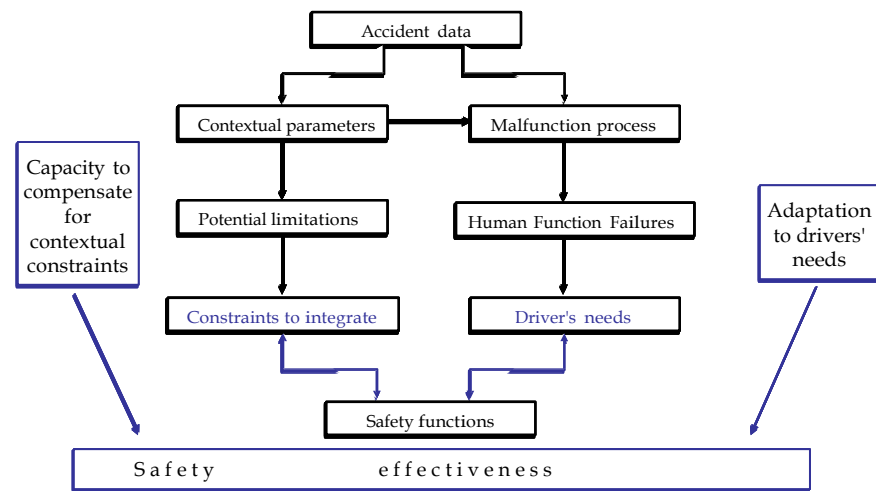 Accident data
Contextual parameters
Malfunction process
Capacity to
compensate
for
contextual
constraints
Potential limitations
Human Function Failures
Adaptation
to drivers'
needs
Constraints to integrate
Driver's needs
Safety functions
Safety effectiveness